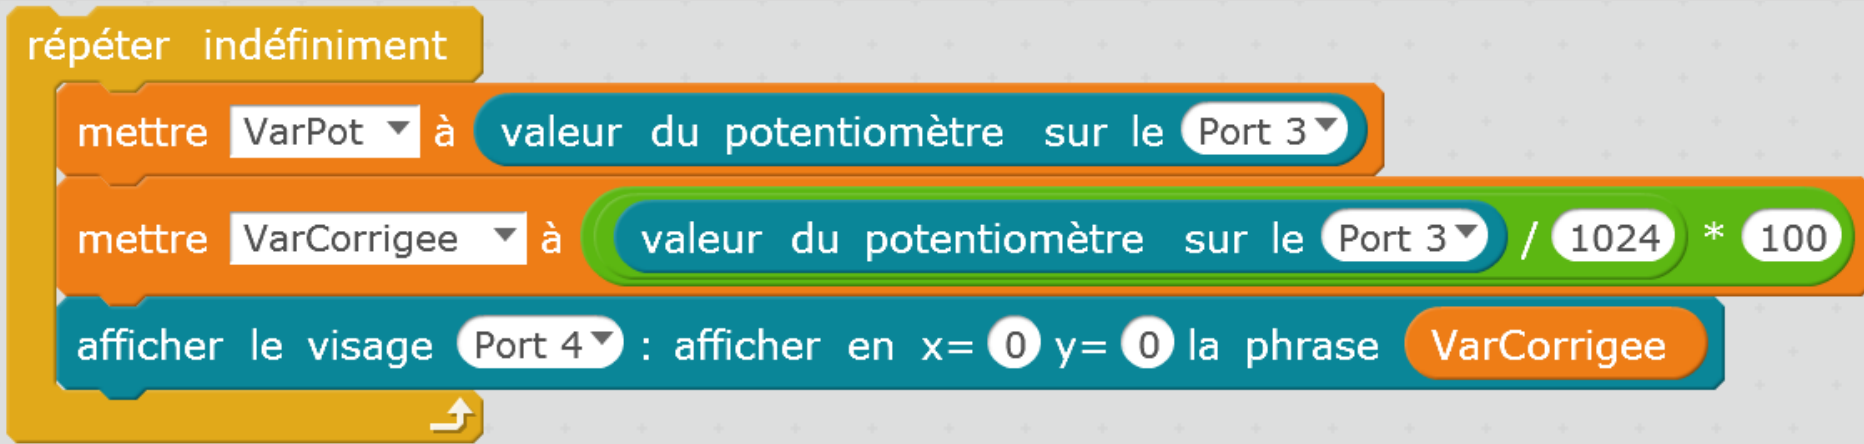 répéter indéfiniment
mettre VarPot à valeur du potentiomètre sur le Port 3
mettre VarCorrigee à valeur du potentiomètre sur le Port 3 / 1024 * 100
afficher le visage Port 4 : afficher en x= 0 y= 0 la phrase VarCorrigee